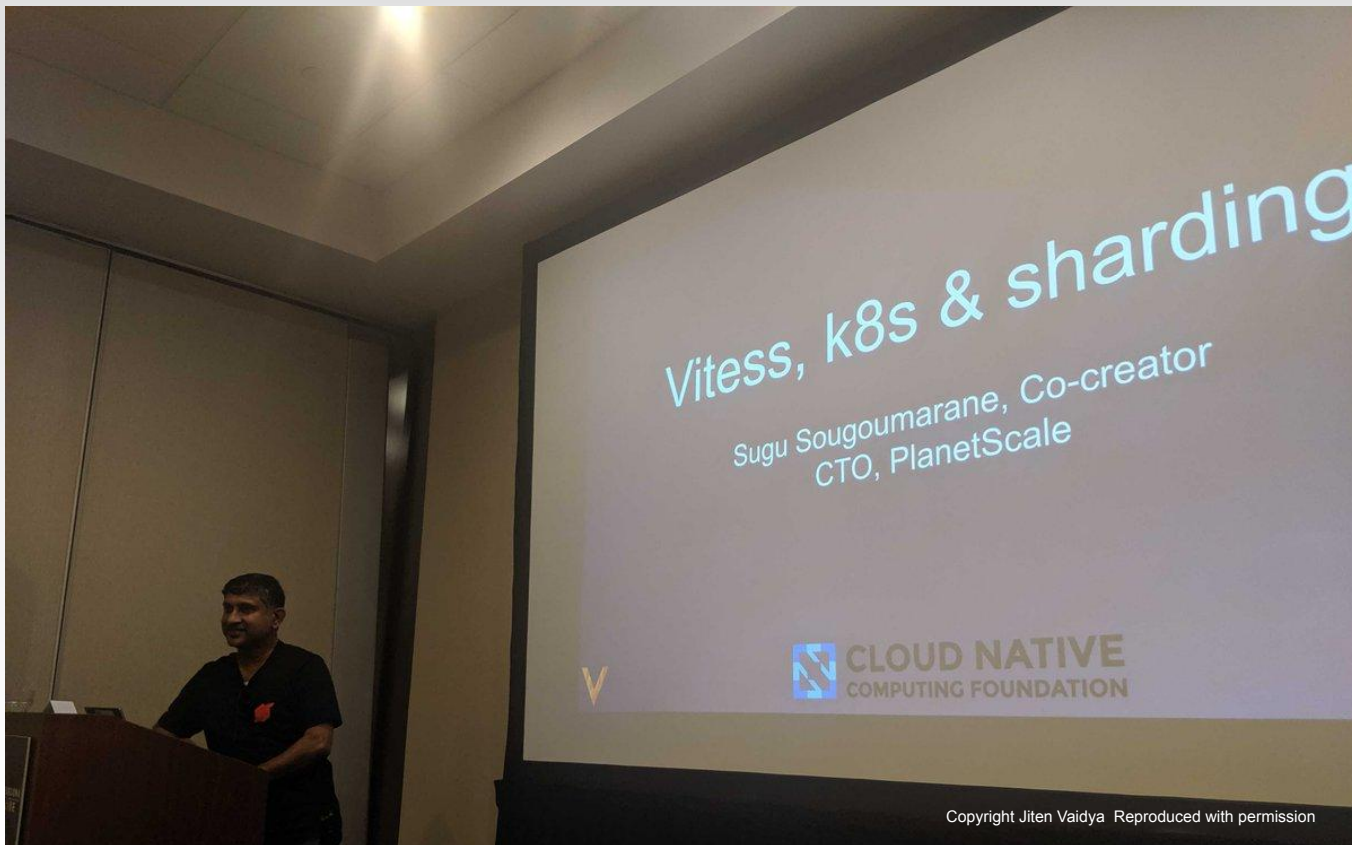 Vitess, k8s & sharding
Sugu Sougoumarane, Co-creator
CTO, PlanetScale
V
CLOUD NATIVE
COMPUTING FOUNDATION
Copyright Jiten Vaidya Reproduced with permission